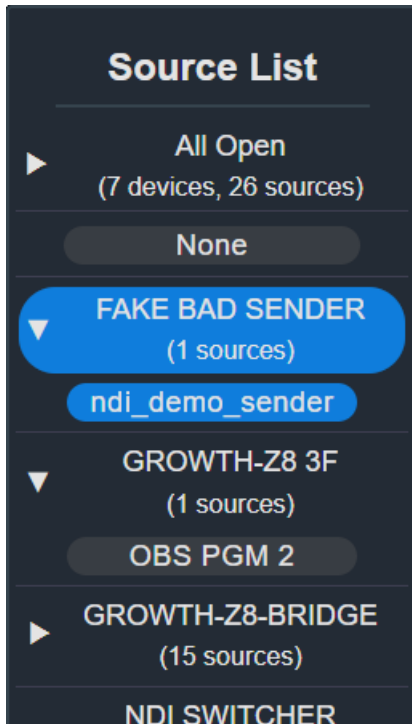 Source List
All Open
(7 devices, 26 sources)
None
FAKE BAD SENDER
(1 sources)
ndi_demo_sender
GROWTH-Z8 3F
(1 sources)
OBS PGM 2
GROWTH-Z8-BRIDGE
(15 sources)
NDI SWITCHER